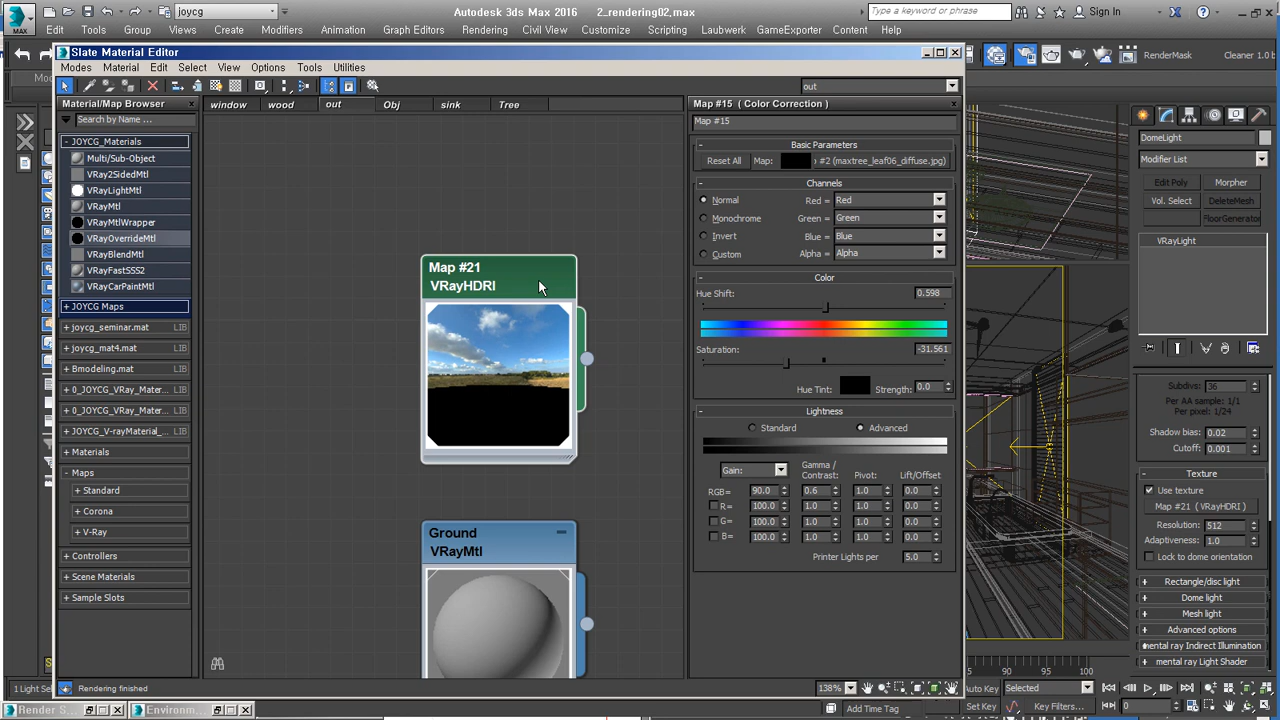 joycg
Autodesk 3ds Max 2016 2_rendering02,max
Type a keyword or phrase
Sign In
MAX
Edit Tools Group Views Create Modifiers Animation Graph Editors Rendering Civil View Customize Scripting Laubwerk GameExporter Content Help
Slate Material Editor
RenderMask
Cleaner 1.0
Modes Material Edit Select View Options Tools Utilities
out
Material/Map Browser
window wood out Obj sink Tree
Search by Name ...
- JOYCG_Materials
Multi/Sub-Object
VRay2SidedMtl
VRayLightMtl
VRayMtl
VRayMtlWrapper
VRayOverrideMtl
VRayBlendMtl
VRayFastSSS2
VRayCarPaintMtl
+ JOYCG Maps
+ joycg_seminar.mat LIB
+ joycg_mat4.mat LIB
+ Bmodeling.mat LIB
+ 0_JOYCG_VRay_Mater... LIB
+ 0_JOYCG_VRay_Mater... LIB
+ JOYCG_V-rayMaterial_... LIB
+ Materials
- Maps
+ Standard
+ Corona
+ V-Ray
+ Controllers
+ Scene Materials
+ Sample Slots
Map #21
VRayHDRI
Ground
VRayMtl
Map #15 ( Color Correction )
Map #15
Basic Parameters
Reset All Map: #2 (maxtree_leaf06_diffuse.jpg)
Channels
Normal Red = Red
Monochrome Green = Green
Invert Blue = Blue
Custom Alpha = Alpha
Color
Hue Shift: 0.598
Saturation: -31.561
Hue Tint: Strength: 0.0
Lightness
Standard Advanced
Gain: Gamma / Contrast: Pivot: Lift/Offset
RGB= 90.0 0.6 1.0 0.0
R= 100.0 1.0 1.0 0.0
G= 100.0 1.0 1.0 0.0
B= 100.0 1.0 1.0 0.0
Printer Lights per 5.0
DomeLight
Modifier List
Edit Poly Morpher
Vol. Select DeleteMesh
FloorGenerator
VRayLight
Subdivs: 36
Per AA sample: 1/1
Per pixel: 1/24
Shadow bias: 0.02
Cutoff: 0.001
- Texture
Use texture
Map #21 ( VRayHDRI )
Resolution: 512
Adaptiveness: 1.0
Lock to dome orientation
+ Rectangle/disc light
+ Dome light
+ Mesh light
+ Advanced options
+ mental ray Indirect Illumination
+ mental ray Light Shader
90 95 100
Rendering finished
138%
1 Light Sel
Auto Key Selected
Set Key Key Filters...
0
Render S... Environm...
Add Time Tag